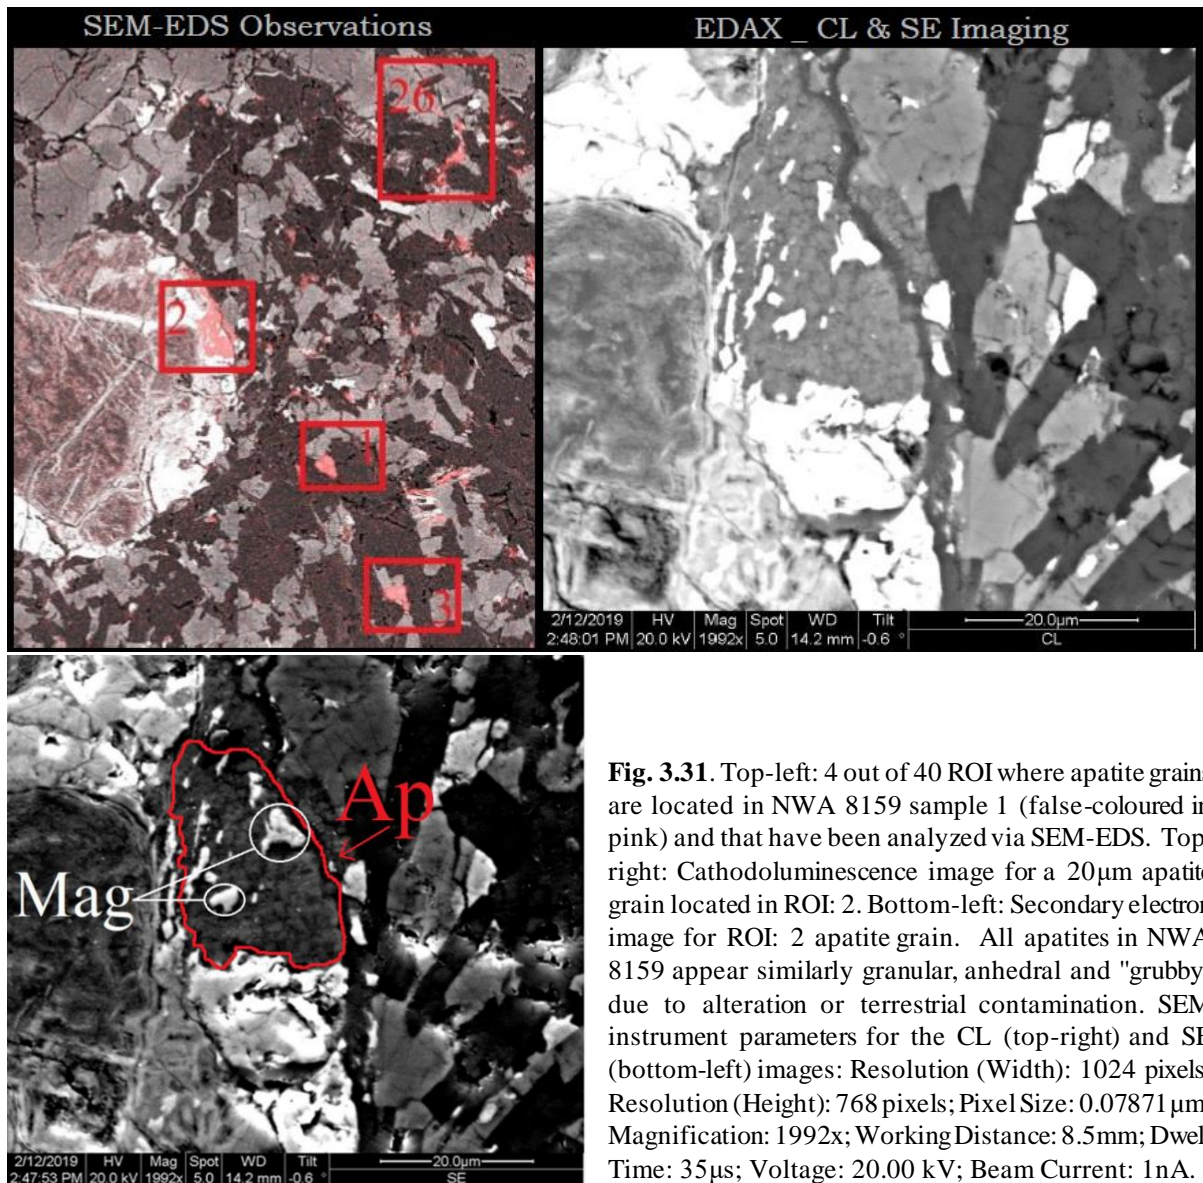 SEM-EDS Observations
EDAX _ CL & SE Imaging
26
2
1
3
2/12/2019 HV Mag Spot WD Tilt 20.0µm
2:48:01 PM 20.0 kV 1992x 5.0 14.2 mm -0.6 ° CL
Ap
Mag
2/12/2019 HV Mag Spot WD Tilt 20.0µm
2:47:53 PM 20.0 kV 1992x 5.0 14.2 mm -0.6 ° SE
Fig. 3.31. Top-left: 4 out of 40 ROI where apatite grains
are located in NWA 8159 sample 1 (false-coloured in
pink) and that have been analyzed via SEM-EDS. Top
right: Cathodoluminescence image for a 20µm apatite
grain located in ROI: 2. Bottom-left: Secondary electron
image for ROI: 2 apatite grain. All apatites in NWA
8159 appear similarly granular, anhedral and "grubby"
due to alteration or terrestrial contamination. SEM
instrument parameters for the CL (top-right) and SE
(bottom-left) images: Resolution (Width): 1024 pixels
Resolution (Height): 768 pixels; Pixel Size: 0.07871µm
Magnification: 1992x; Working Distance: 8.5mm; Dwell
Time: 35µs; Voltage: 20.00 kV; Beam Current: 1nA.